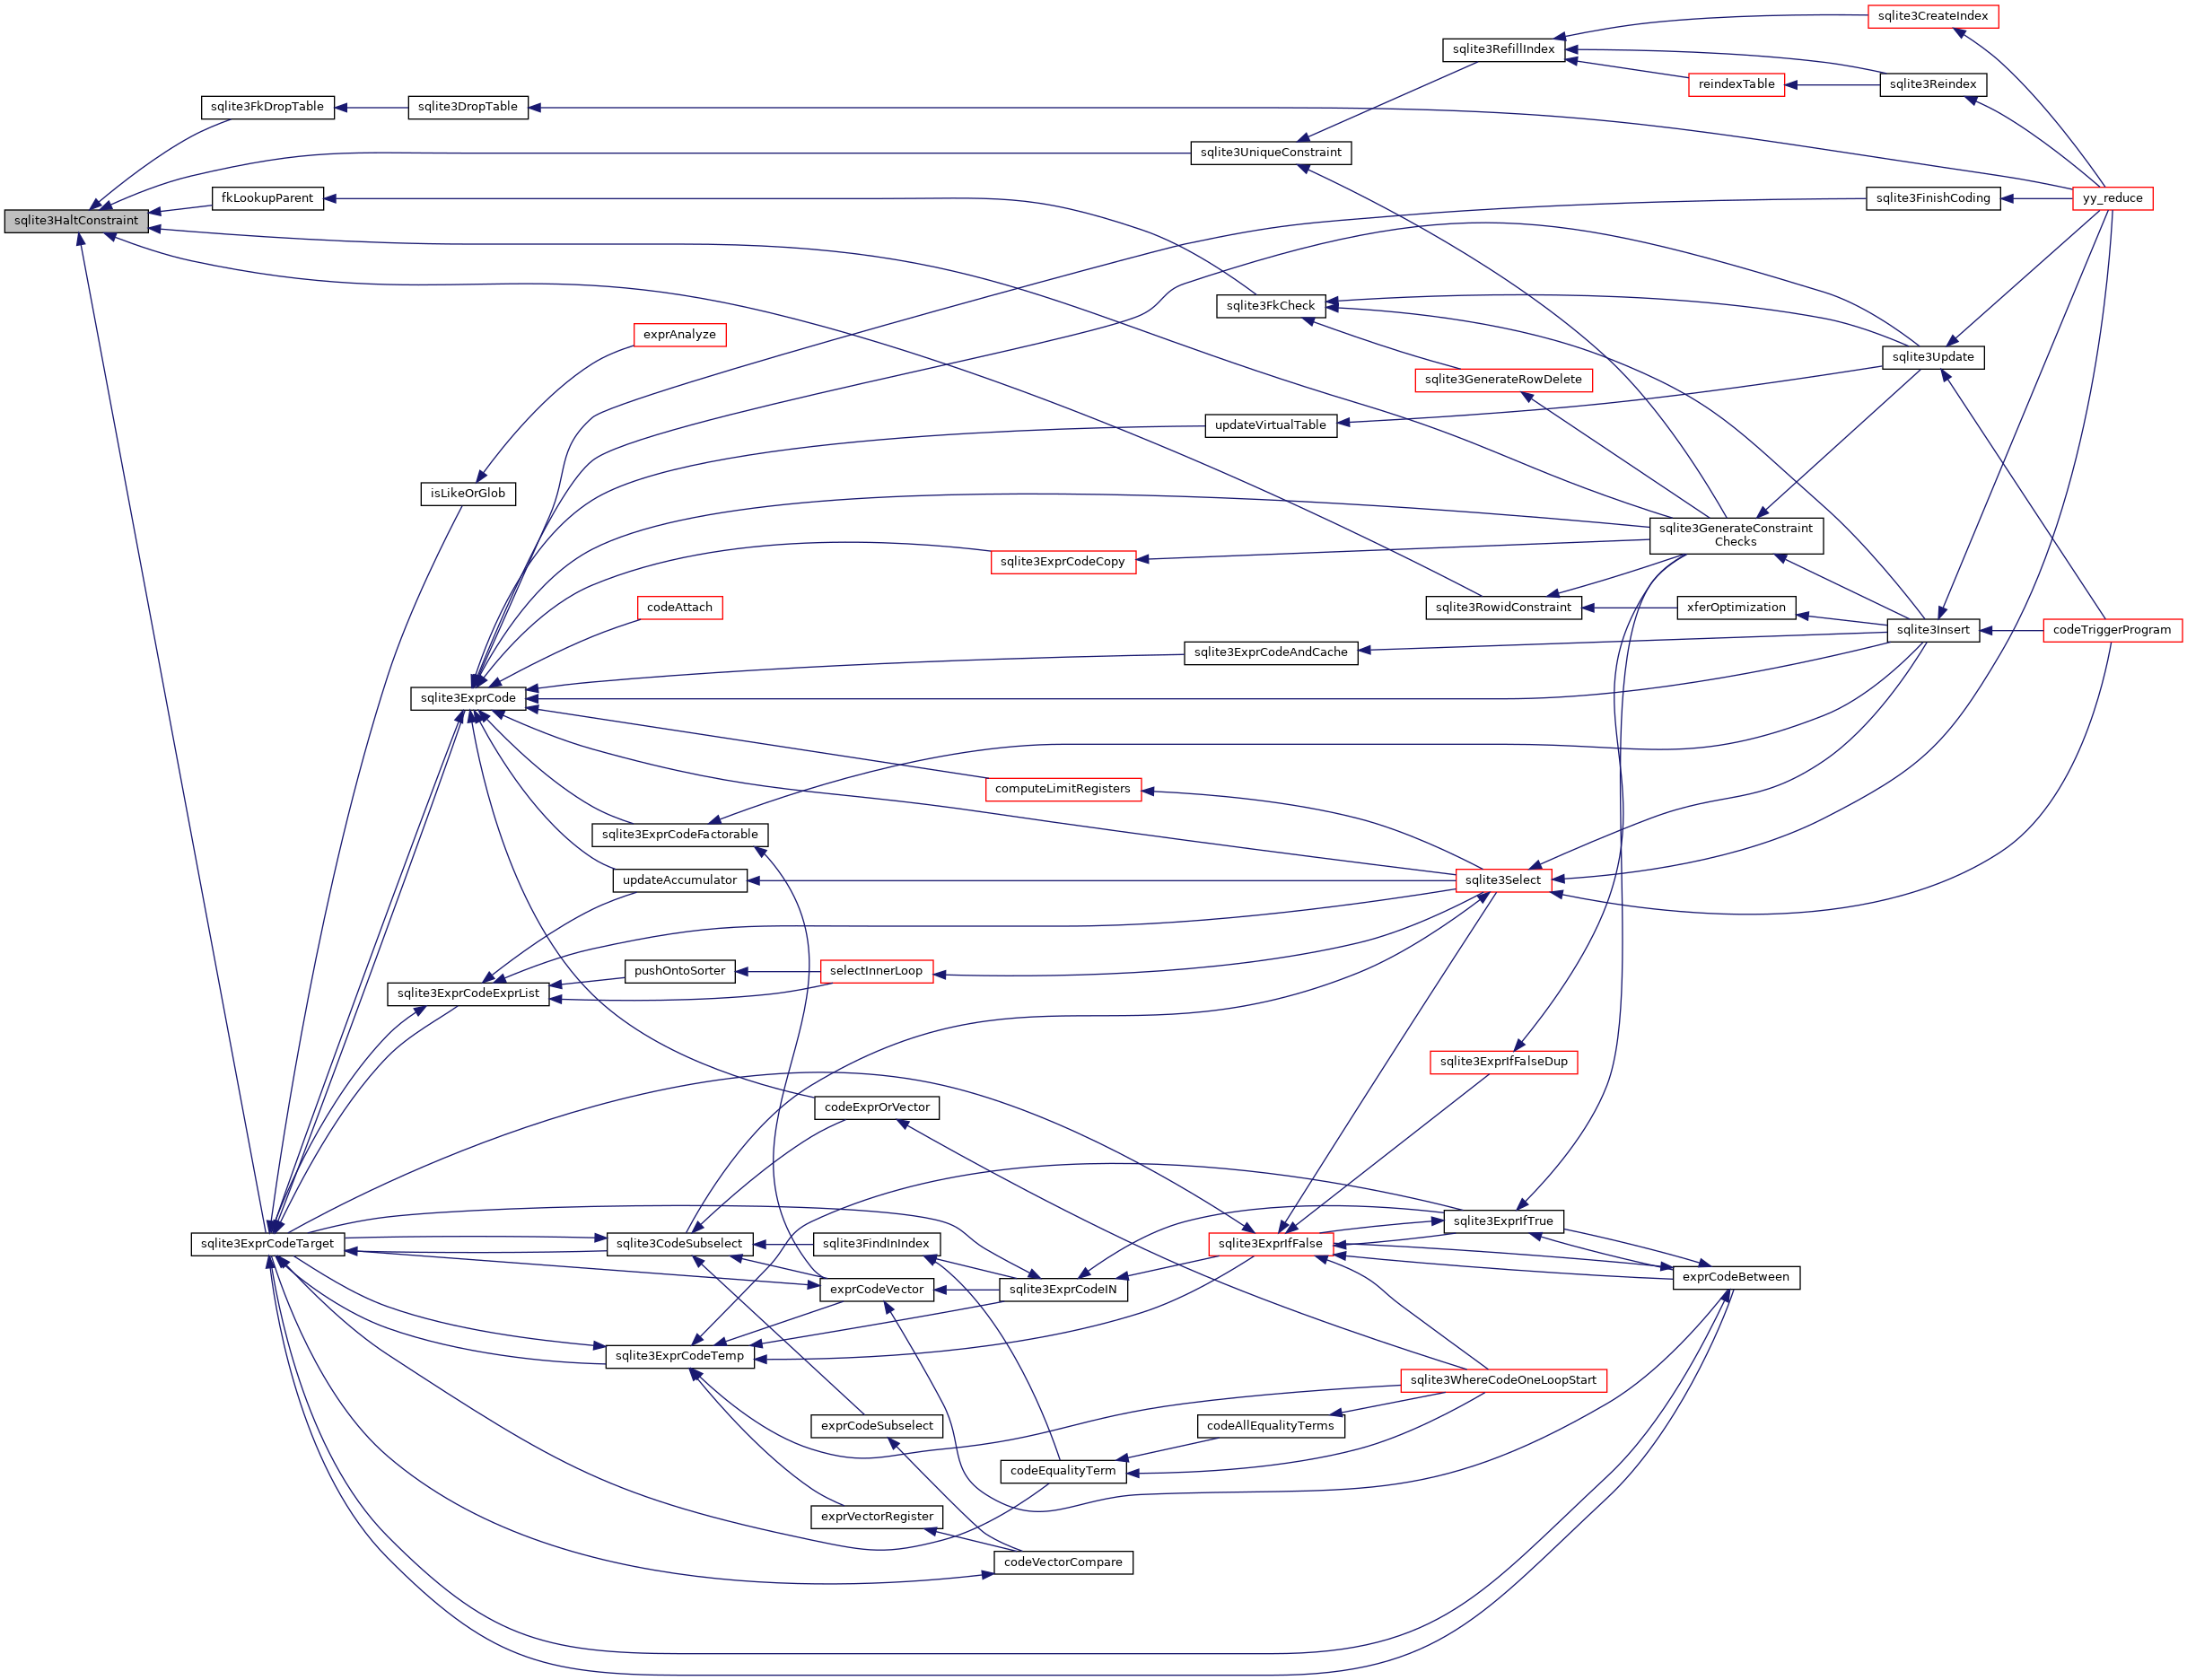 sqlite3CreateIndex
sqlite3RefillIndex
reindexTable
sqlite3Reindex
sqlite3FkDropTable
sqlite3DropTable
sqlite3UniqueConstraint
fkLookupParent
sqlite3FinishCoding
yy_reduce
sqlite3HaltConstraint
sqlite3FkCheck
exprAnalyze
sqlite3Update
sqlite3GenerateRowDelete
updateVirtualTable
isLikeOrGlob
sqlite3GenerateConstraint
Checks
sqlite3ExprCodeCopy
codeAttach
sqlite3RowidConstraint
xferOptimization
sqlite3Insert
codeTriggerProgram
sqlite3ExprCodeAndCache
sqlite3ExprCode
computeLimitRegisters
sqlite3ExprCodeFactorable
updateAccumulator
sqlite3Select
pushOntoSorter
selectInnerLoop
sqlite3ExprCodeExprList
sqlite3ExprIfFalseDup
codeExprOrVector
sqlite3ExprIfTrue
sqlite3ExprCodeTarget
sqlite3CodeSubselect
sqlite3FindInIndex
sqlite3ExprIfFalse
exprCodeBetween
exprCodeVector
sqlite3ExprCodeIN
sqlite3ExprCodeTemp
sqlite3WhereCodeOneLoopStart
exprCodeSubselect
codeAllEqualityTerms
codeEqualityTerm
exprVectorRegister
codeVectorCompare